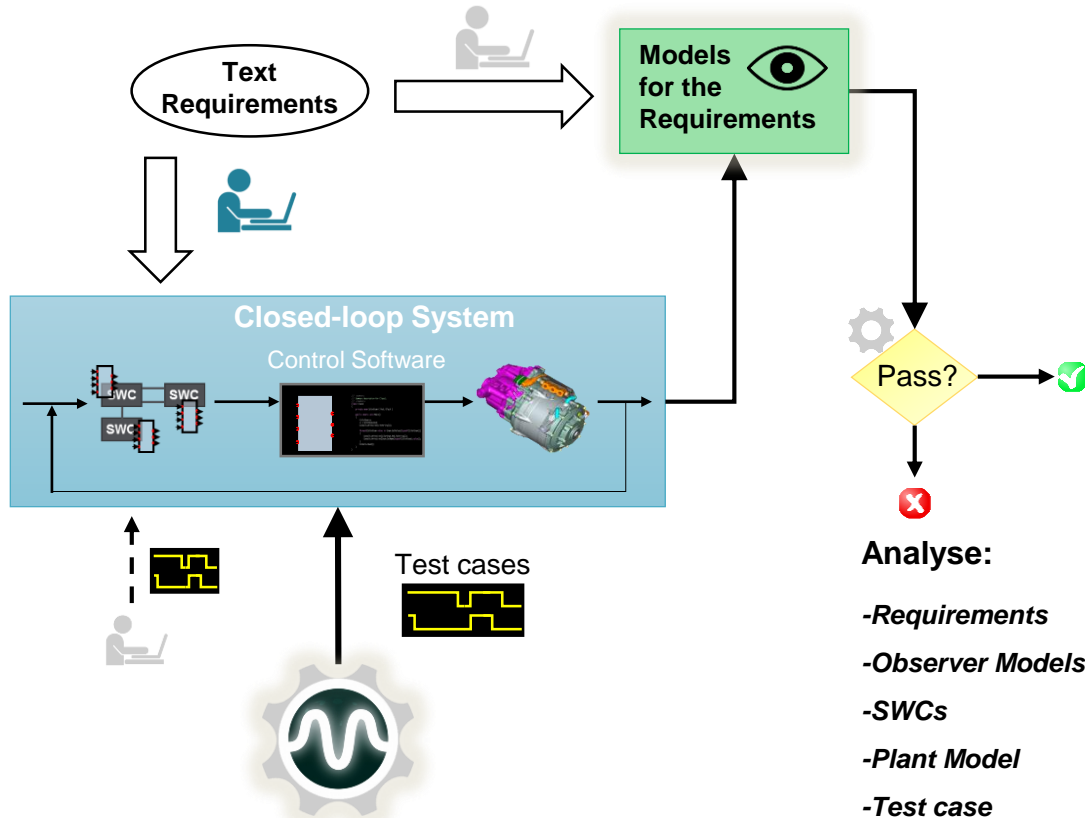 Text
Requirements
Models
for the
Requirements
Closed-loop System
Control Software
SWC
SWC
SWC
Pass?
Test cases
Analyse:
-Requirements
-Observer Models
-SWCs
-Plant Model
-Test case